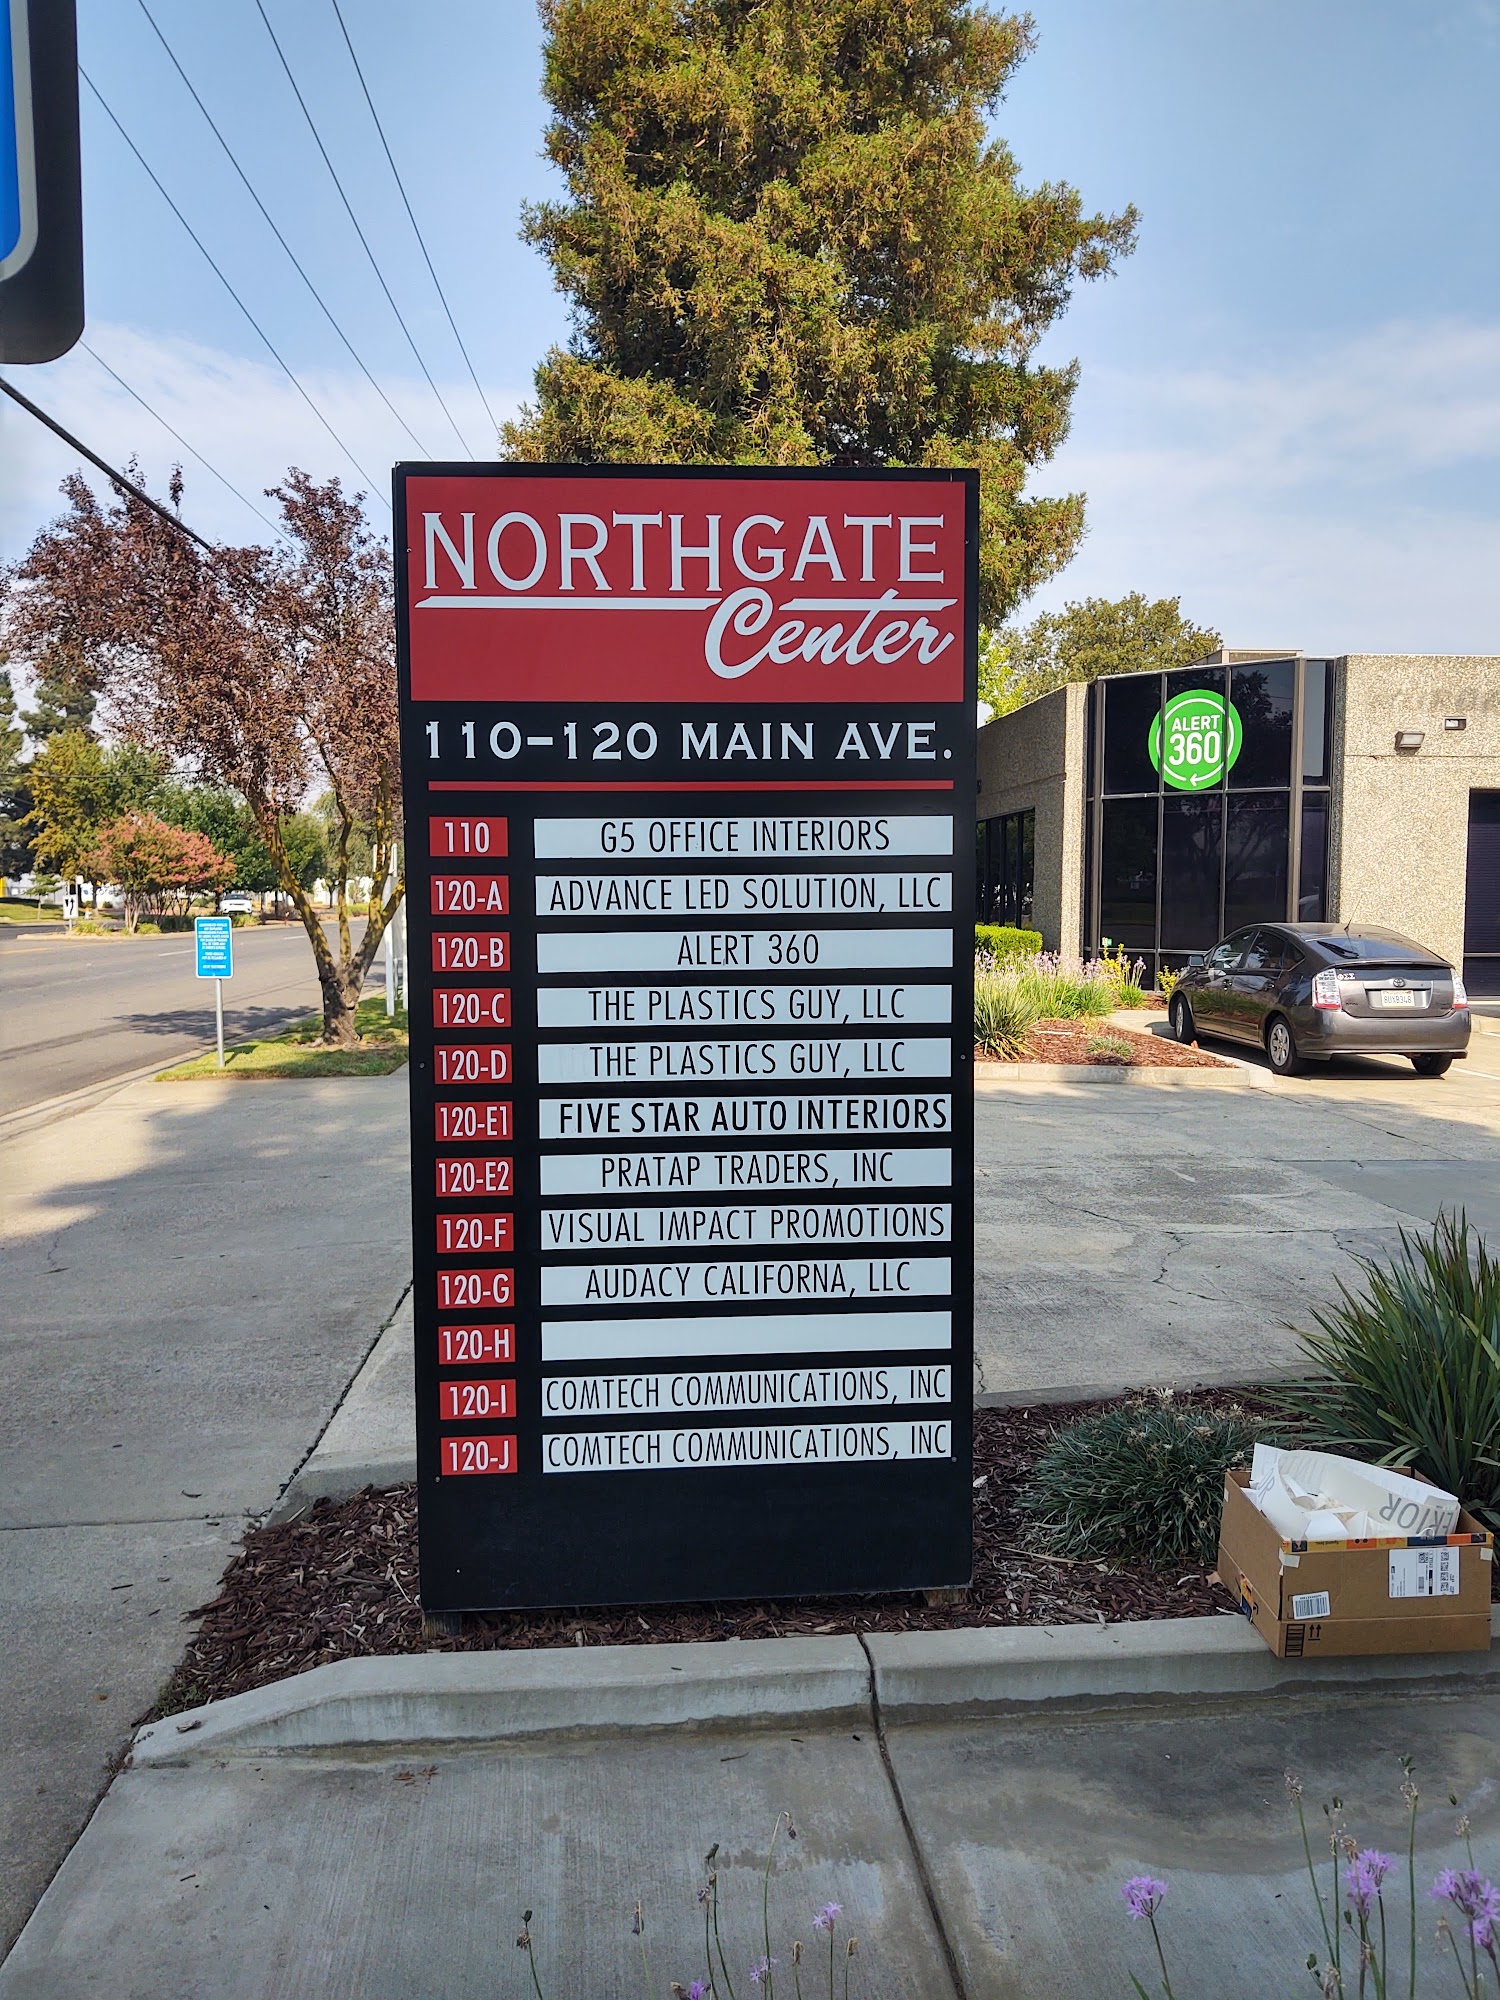 NORTHGATE
Center
110-120 MAIN AVE.
110 G5 OFFICE INTERIORS
120-A ADVANCE LED SOLUTION, LLC
120-B ALERT 360
120-C THE PLASTICS GUY, LLC
120-D THE PLASTICS GUY, LLC
120-E1 FIVE STAR AUTO INTERIORS
120-E2 PRATAP TRADERS, INC
120-F VISUAL IMPACT PROMOTIONS
120-G AUDACY CALIFORNA, LLC
120-H
120-I COMTECH COMMUNICATIONS, INC
120-J COMTECH COMMUNICATIONS, INC
ALERT
360
ERIOR